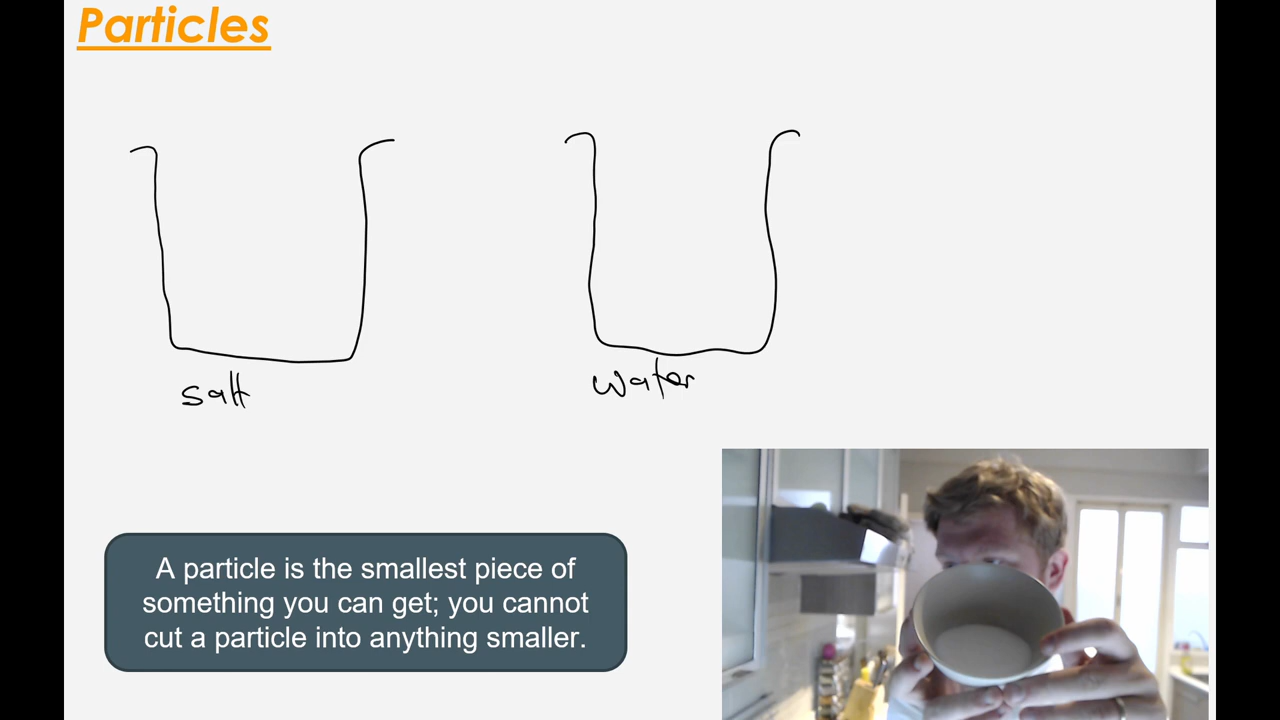 Particles
salt
water
A particle is the smallest piece of
something you can get; you cannot
cut a particle into anything smaller.